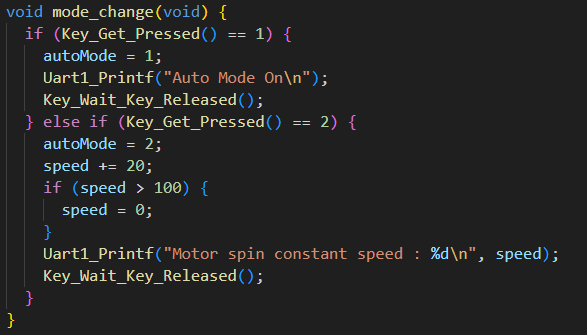 void mode_change(void) {
  if (Key_Get_Pressed() == 1) {
    autoMode = 1;
    Uart1_Printf("Auto Mode On\n");
    Key_Wait_Key_Released();
  } else if (Key_Get_Pressed() == 2) {
    autoMode = 2;
    speed += 20;
    if (speed > 100) {
      speed = 0;
    }
    Uart1_Printf("Motor spin constant speed : %d\n", speed);
    Key_Wait_Key_Released();
  }
}